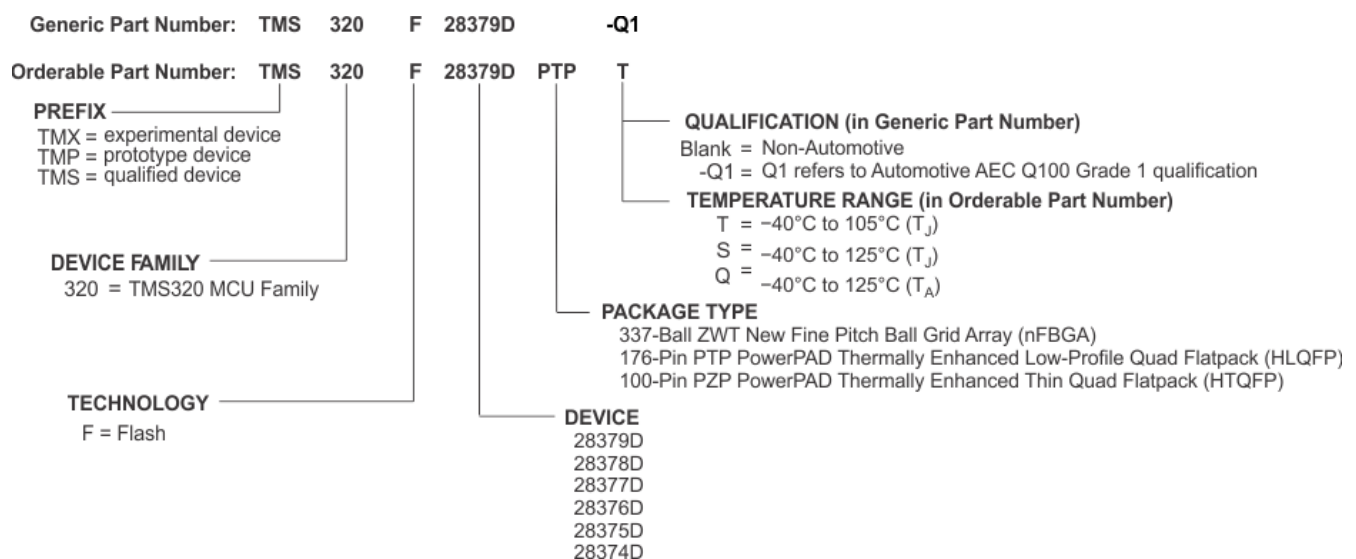 Generic Part Number: TMS 320 F 28379D -Q1
Orderable Part Number: TMS 320 F 28379D PTP T
PREFIX
TMX = experimental device
TMP = prototype device
TMS = qualified device
QUALIFICATION (in Generic Part Number)
Blank = Non-Automotive
-Q1 = Q1 refers to Automotive AEC Q100 Grade 1 qualification
TEMPERATURE RANGE (in Orderable Part Number)
T = −40°C to 105°C (TJ)
S = −40°C to 125°C (TJ)
Q = −40°C to 125°C (TA)
DEVICE FAMILY
320 = TMS320 MCU Family
PACKAGE TYPE
337-Ball ZWT New Fine Pitch Ball Grid Array (nFBGA)
176-Pin PTP PowerPAD Thermally Enhanced Low-Profile Quad Flatpack (HLQFP)
100-Pin PZP PowerPAD Thermally Enhanced Thin Quad Flatpack (HTQFP)
TECHNOLOGY
F = Flash
DEVICE
28379D
28378D
28377D
28376D
28375D
28374D